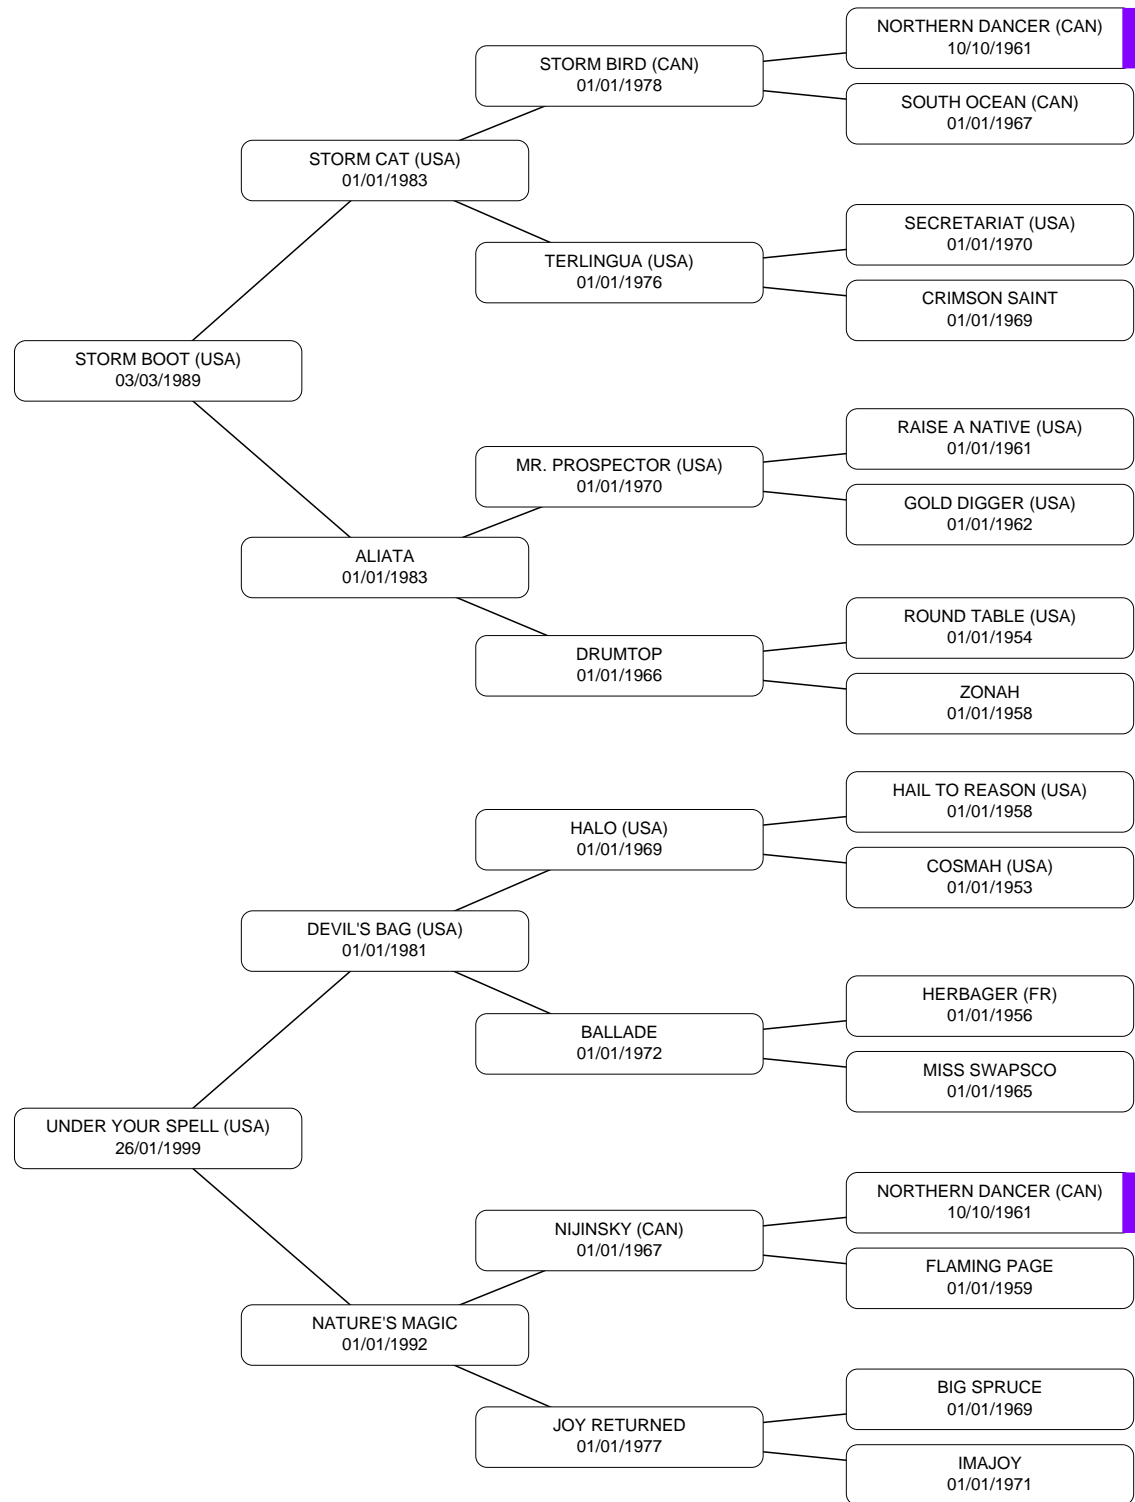 NORTHERN DANCER (CAN)
10/10/1961
STORM BIRD (CAN)
01/01/1978
SOUTH OCEAN (CAN)
01/01/1967
STORM CAT (USA)
01/01/1983
SECRETARIAT (USA)
01/01/1970
TERLINGUA (USA)
01/01/1976
CRIMSON SAINT
01/01/1969
STORM BOOT (USA)
03/03/1989
RAISE A NATIVE (USA)
01/01/1961
MR. PROSPECTOR (USA)
01/01/1970
GOLD DIGGER (USA)
01/01/1962
ALIATA
01/01/1983
ROUND TABLE (USA)
01/01/1954
DRUMTOP
01/01/1966
ZONAH
01/01/1958
HAIL TO REASON (USA)
01/01/1958
HALO (USA)
01/01/1969
COSMAH (USA)
01/01/1953
DEVIL'S BAG (USA)
01/01/1981
HERBAGER (FR)
01/01/1956
BALLADE
01/01/1972
MISS SWAPSCO
01/01/1965
UNDER YOUR SPELL (USA)
26/01/1999
NORTHERN DANCER (CAN)
10/10/1961
NIJINSKY (CAN)
01/01/1967
FLAMING PAGE
01/01/1959
NATURE'S MAGIC
01/01/1992
BIG SPRUCE
01/01/1969
JOY RETURNED
01/01/1977
IMAJOY
01/01/1971